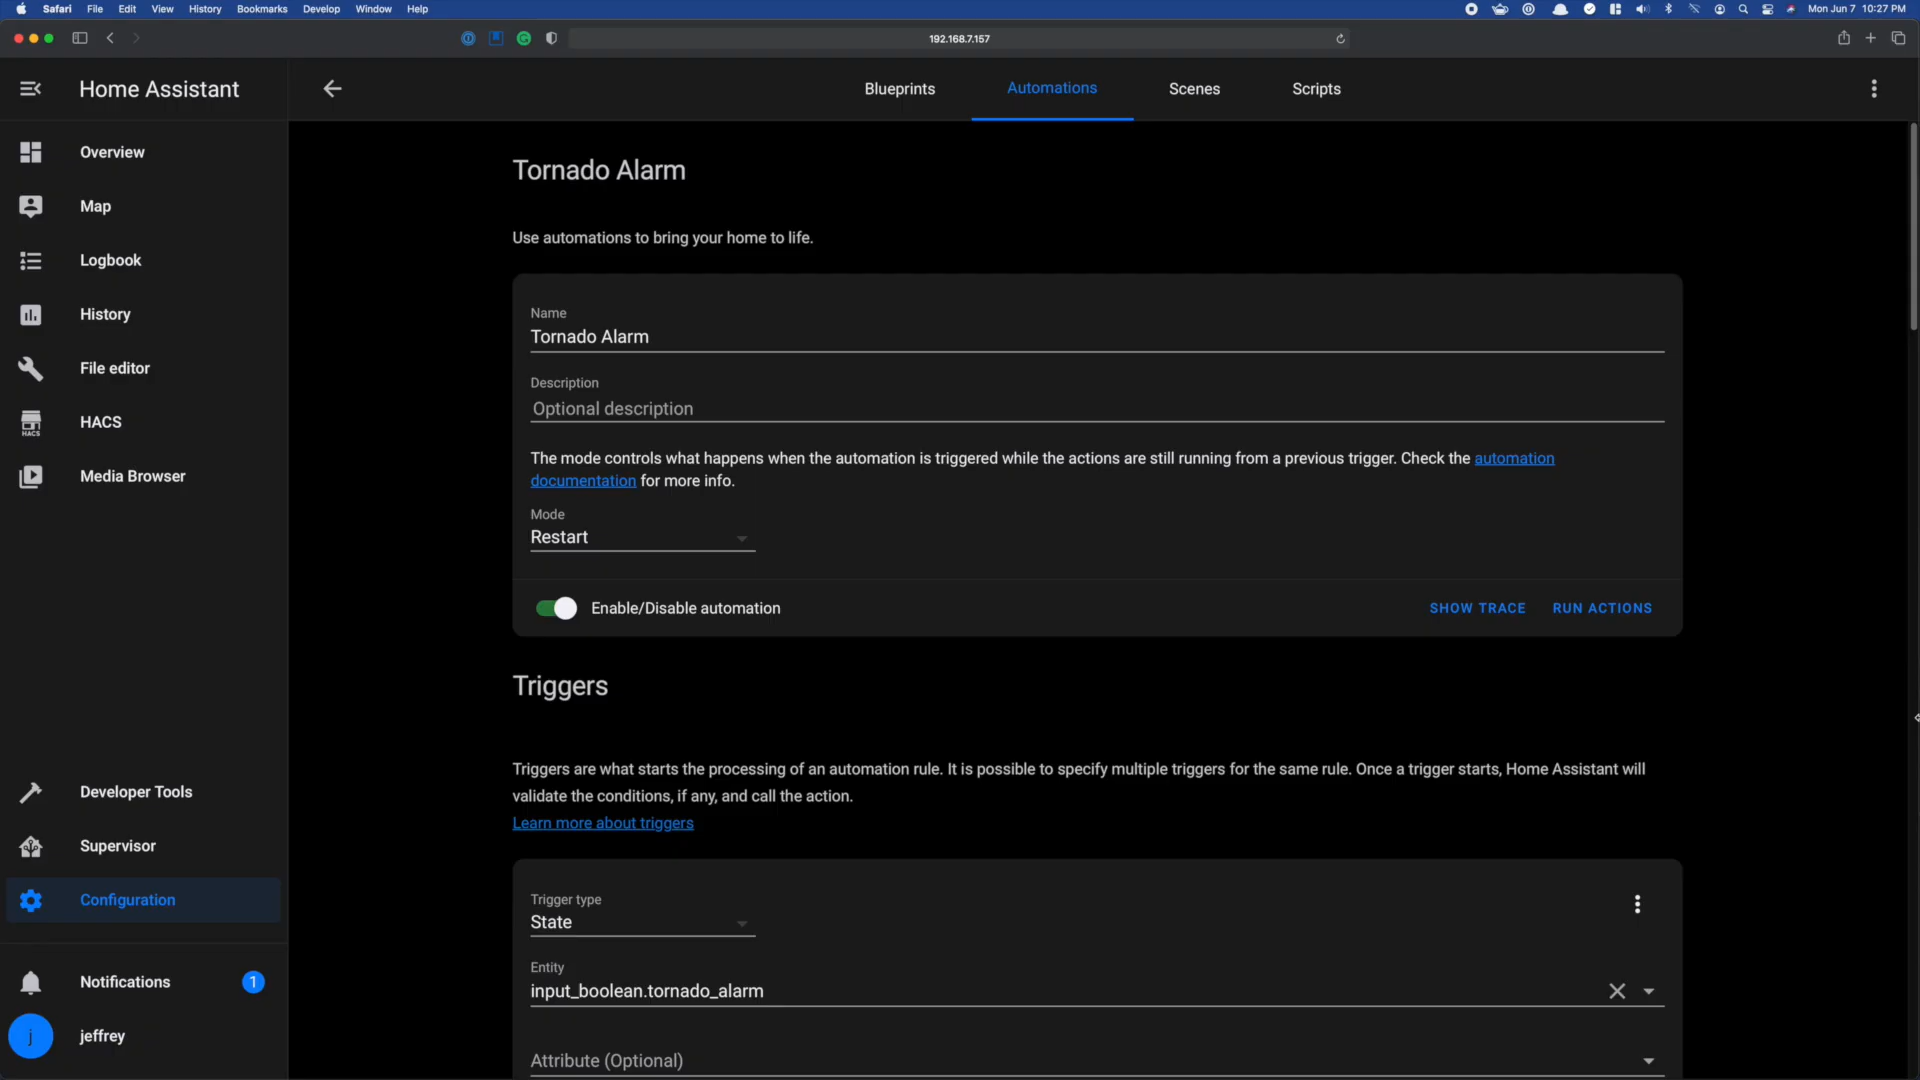 Safari File Edit View History Bookmarks Develop Window Help
Mon Jun 7 10:27 PM
192.168.7.157
Home Assistant
Blueprints
Automations
Scenes
Scripts
Overview
Map
Logbook
History
File editor
HACS
HACS
Media Browser
Developer Tools
Supervisor
Configuration
Notifications
1
j
jeffrey
Tornado Alarm
Use automations to bring your home to life.
Name
Tornado Alarm
Description
Optional description
The mode controls what happens when the automation is triggered while the actions are still running from a previous trigger. Check the automation
documentation for more info.
Mode
Restart
Enable/Disable automation
SHOW TRACE
RUN ACTIONS
Triggers
Triggers are what starts the processing of an automation rule. It is possible to specify multiple triggers for the same rule. Once a trigger starts, Home Assistant will
validate the conditions, if any, and call the action.
Learn more about triggers
Trigger type
State
Entity
input_boolean.tornado_alarm
Attribute (Optional)